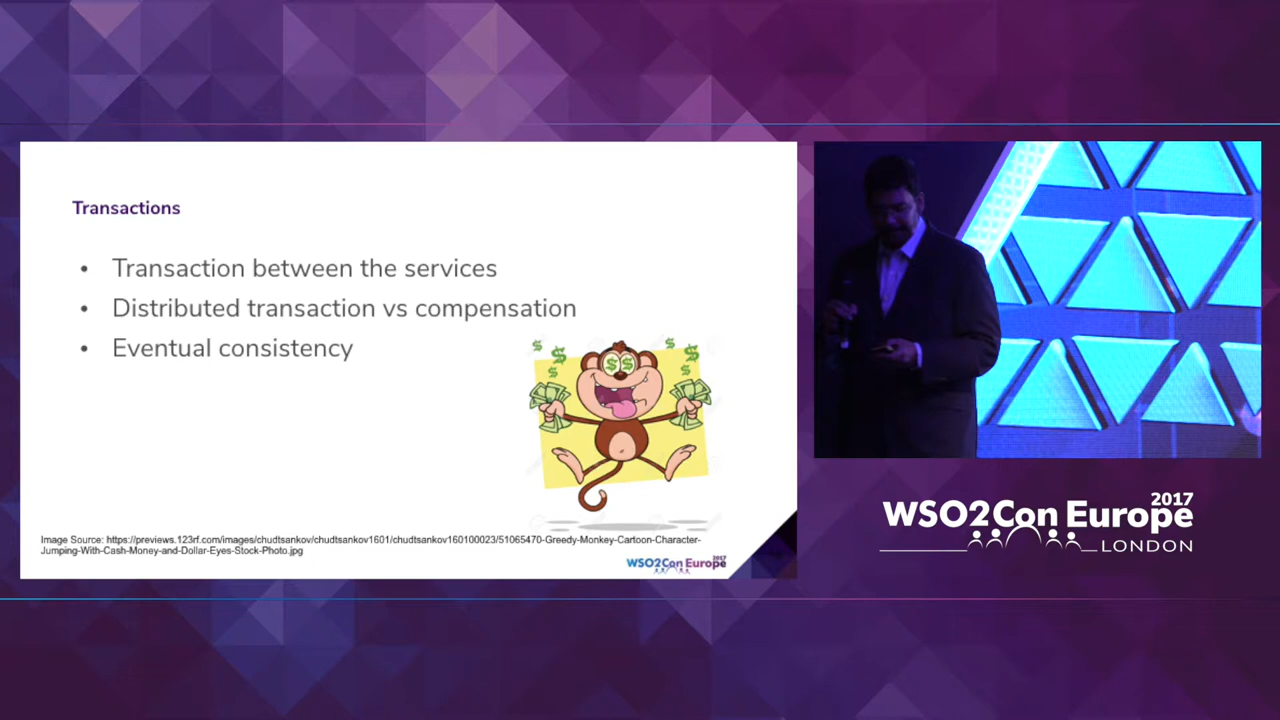 Transactions
• Transaction between the services
• Distributed transaction vs compensation
• Eventual consistency
Image Source: https://previews.123rf.com/images/chudtsankov/chudtsankov1601/chudtsankov160100023/51065470-Greedy-Monkey-Cartoon-Character-
Jumping-With-Cash-Money-and-Dollar-Eyes-Stock-Photo.jpg
WSO2Con Europe 2017
WSO2Con Europe 2017
LONDON